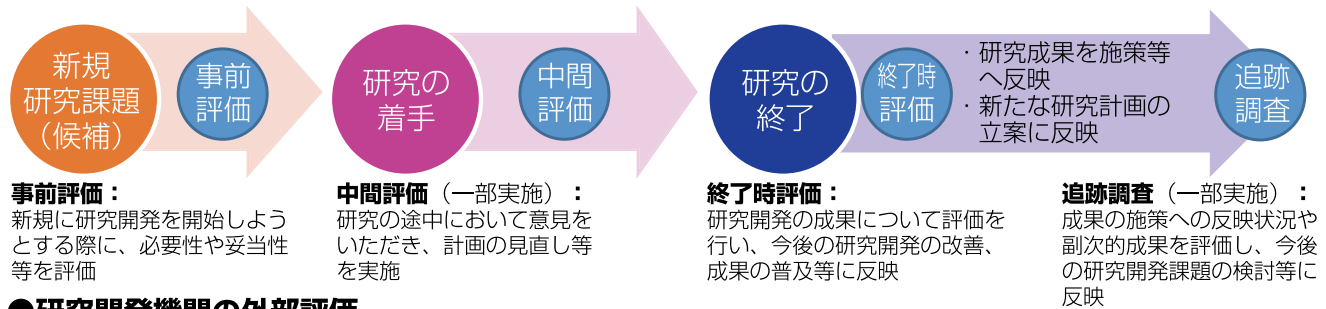 新規
研究課題
（候補）
事前
評価
研究の
着手
中間
評価
研究の
終了
終了時
評価
・研究成果を施策等
へ反映
・新たな研究計画の
立案に反映
追跡
調査
事前評価：
新規に研究開発を開始しよう
とする際に、必要性や妥当性
等を評価
中間評価（一部実施）：
研究の途中において意見を
いただき、計画の見直し等
を実施
終了時評価：
研究開発の成果について評価を
行い、今後の研究開発の改善、
成果の普及等に反映
追跡調査（一部実施）：
成果の施策への反映状況や
副次的成果を評価し、今後
の研究開発課題の検討等に
反映
●研究開発機関の外部評価